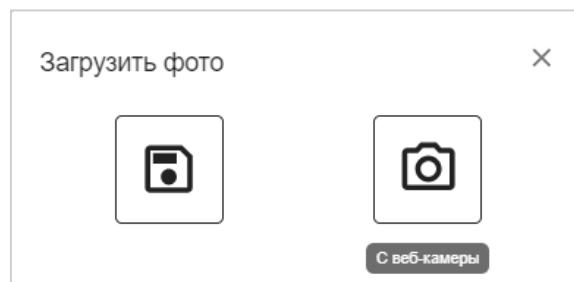 Загрузить фото
С веб-камеры